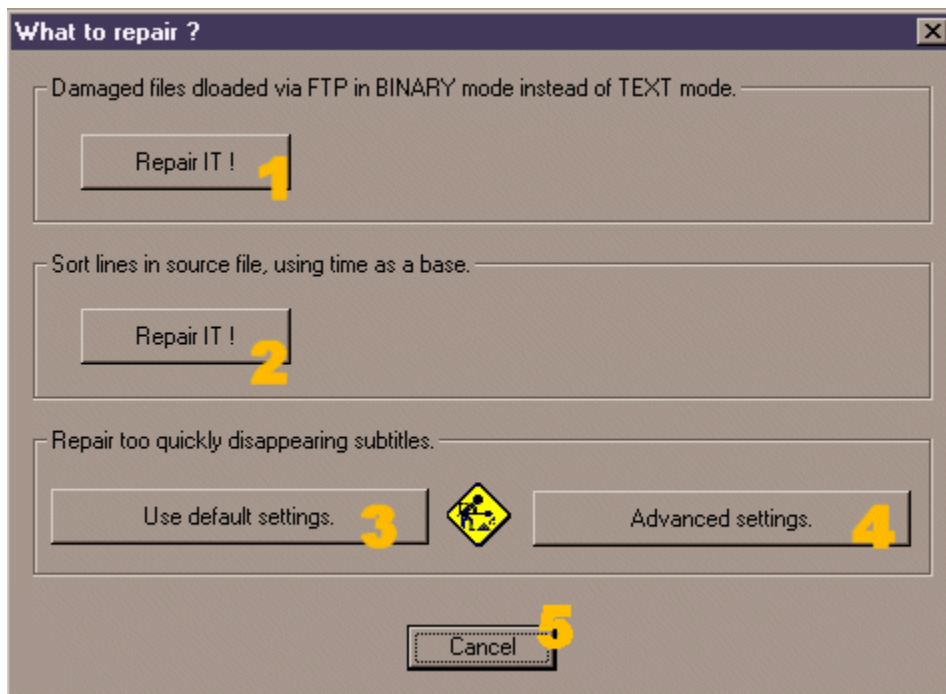 What to repair ?
Damaged files dloaded via FTP in BINARY mode instead of TEXT mode.
Repair IT !
1
Sort lines in source file, using time as a base.
Repair IT !
2
Repair too quickly disappearing subtitles.
Use default settings. 3 Advanced settings. 4
Cancel 5